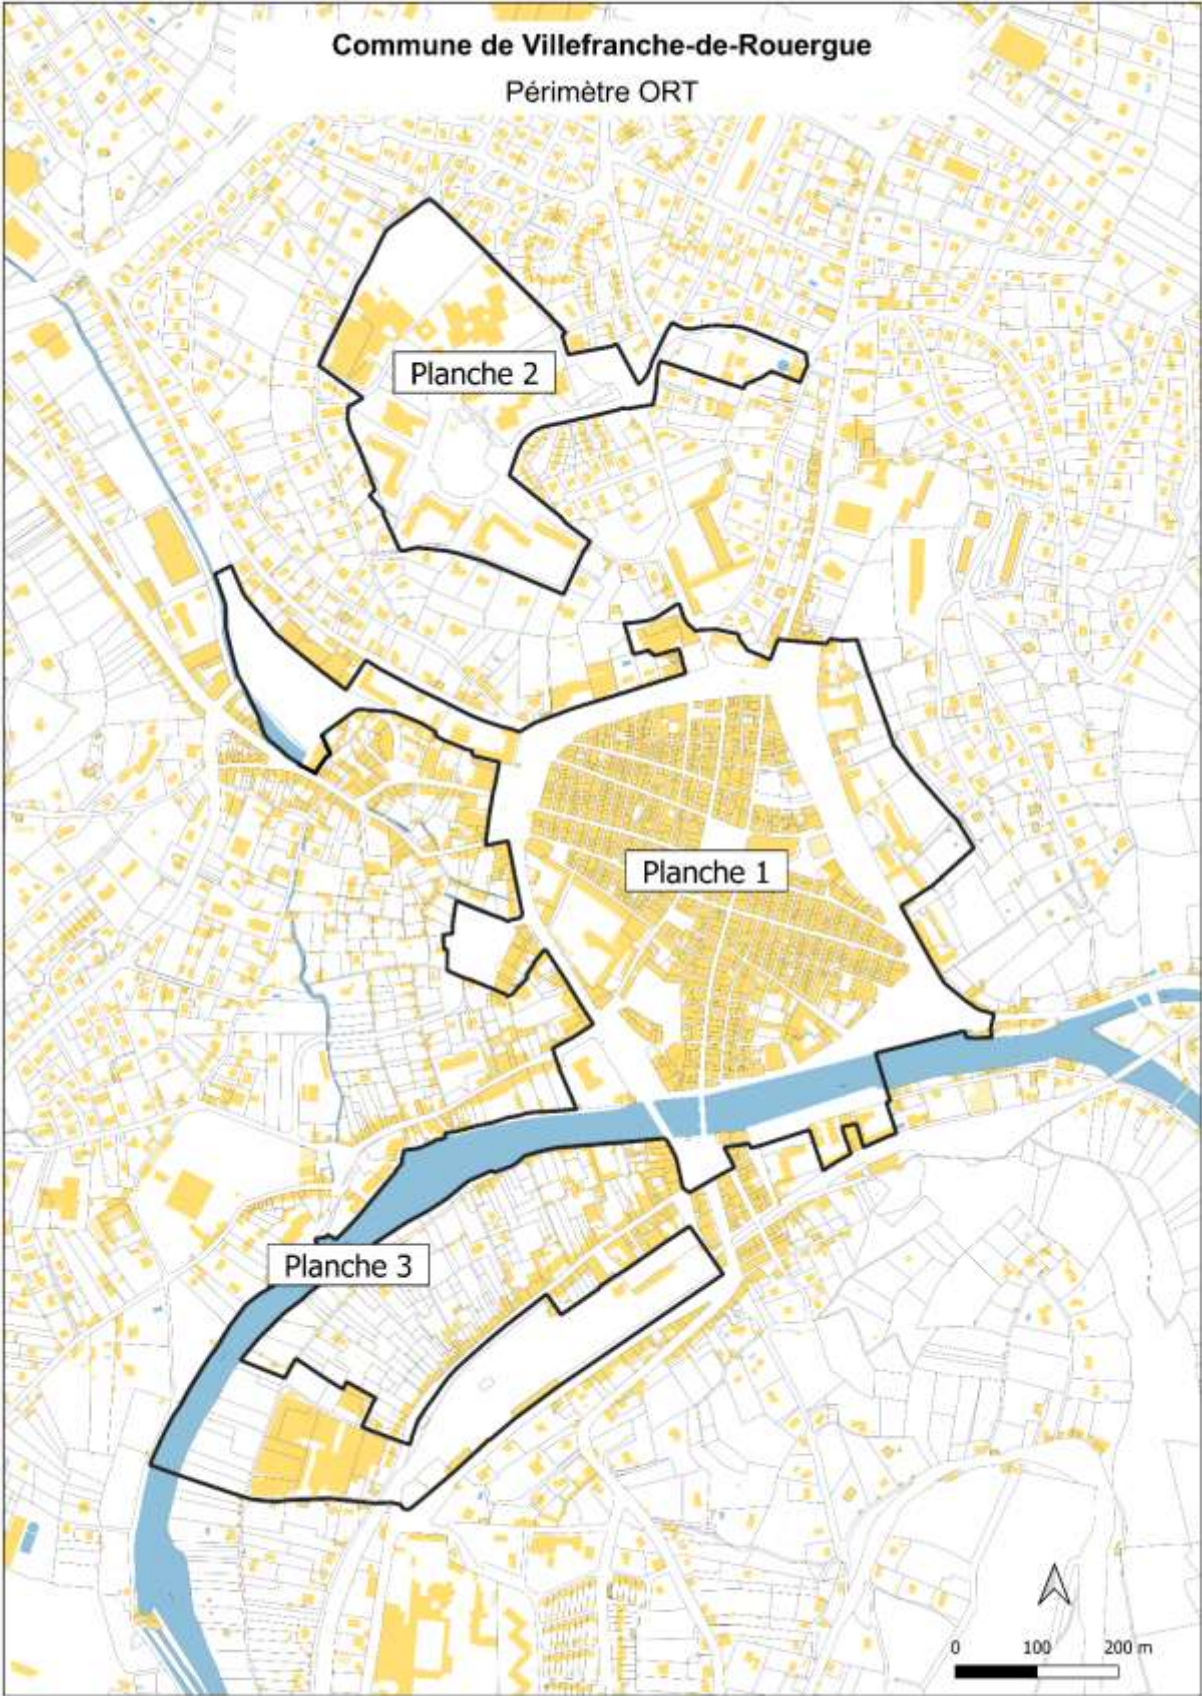 Commune de Villefranche-de-Rouergue
Périmètre ORT
Planche 2
Planche 1
Planche 3
0 100 200 m